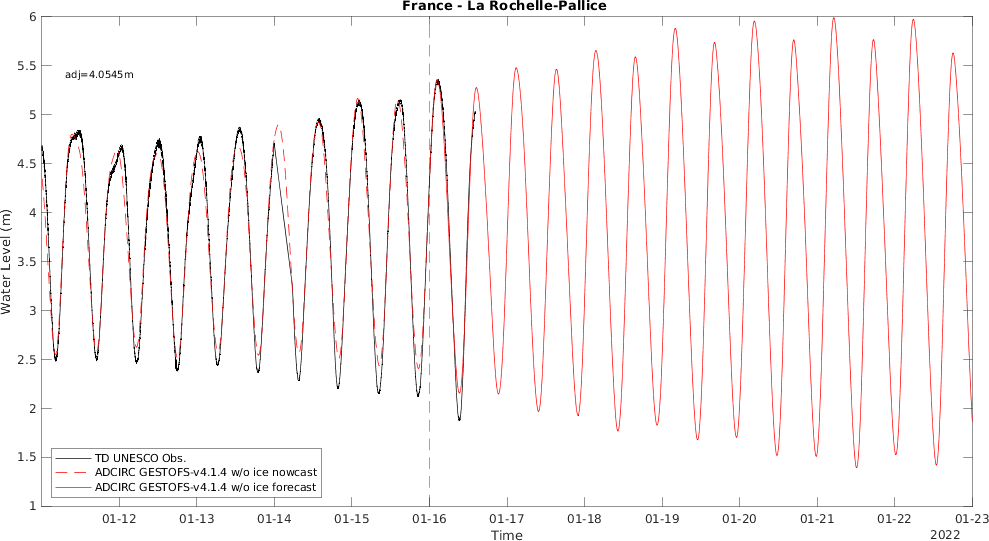 France - La Rochelle-Pallice
adj=4.0545m
6
5.5
5
4.5
4
3.5
3
2.5
2
1.5
1
Water Level (m)
TD UNESCO Obs.
ADCIRC GESTOFS-v4.1.4 w/o ice nowcast
ADCIRC GESTOFS-v4.1.4 w/o ice forecast
01-12 01-13 01-14 01-15 01-16 01-17 01-18 01-19 01-20 01-21 01-22 01-23
Time
2022